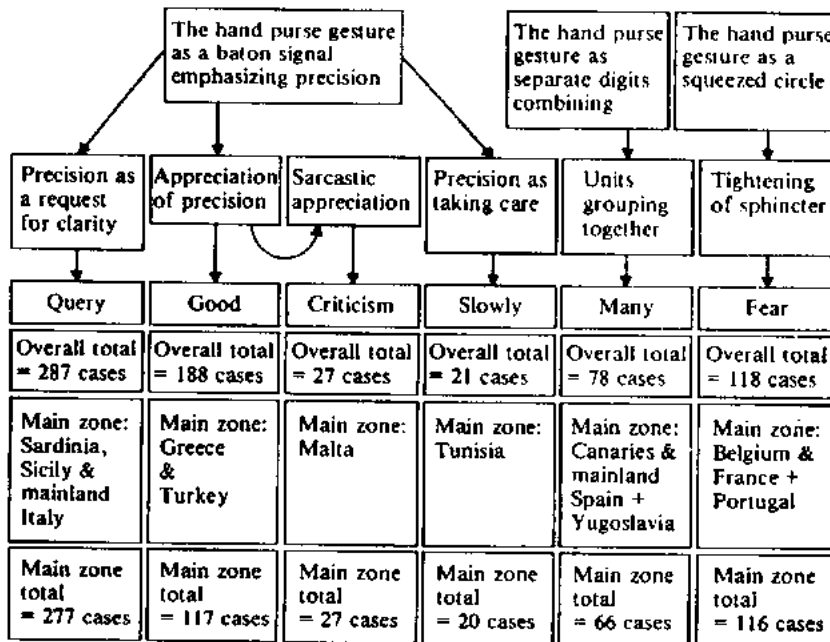 The hand purse gesture
as a baton signal
emphasizing precision
The hand purse
gesture as
separate digits
combining
The hand purse
gesture as a
squeezed circle
Precision as
a request
for clarity
Appreciation
of precision
Sarcastic
appreciation
Precision as
taking care
Units
grouping
together
Tightening
of sphincter
Query
Good
Criticism
Slowly
Many
Fear
Overall total
= 287 cases
Overall total
= 188 cases
Overall total
= 27 cases
Overall total
= 21 cases
Overall total
= 78 cases
Overall total
= 118 cases
Main zone:
Sardinia,
Sicily &
mainland
Italy
Main zone:
Greece
&
Turkey
Main zone:
Malta
Main zone:
Tunisia
Main zone:
Canaries &
mainland
Spain +
Yugoslavia
Main zone:
Belgium &
France +
Portugal
Main zone
total
= 277 cases
Main zone
total
= 117 cases
Main zone
total
= 27 cases
Main zone
total
= 20 cases
Main zone
total
= 66 cases
Main zone
total
= 116 cases